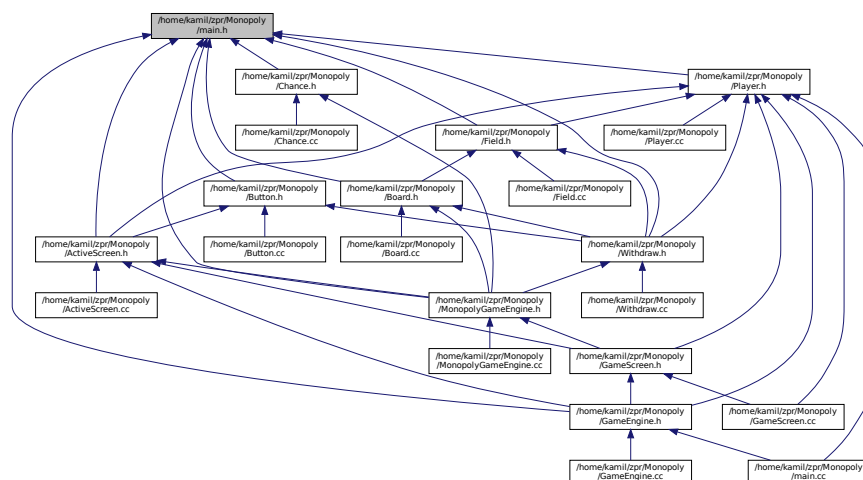 /home/kamil/zpr/Monopoly
/main.h
/home/kamil/zpr/Monopoly
/Chance.h
/home/kamil/zpr/Monopoly
/Player.h
/home/kamil/zpr/Monopoly
/Chance.cc
/home/kamil/zpr/Monopoly
/Field.h
/home/kamil/zpr/Monopoly
/Player.cc
/home/kamil/zpr/Monopoly
/Button.h
/home/kamil/zpr/Monopoly
/Board.h
/home/kamil/zpr/Monopoly
/Field.cc
/home/kamil/zpr/Monopoly
/ActiveScreen.h
/home/kamil/zpr/Monopoly
/Button.cc
/home/kamil/zpr/Monopoly
/Board.cc
/home/kamil/zpr/Monopoly
/Withdraw.h
/home/kamil/zpr/Monopoly
/ActiveScreen.cc
/home/kamil/zpr/Monopoly
/MonopolyGameEngine.h
/home/kamil/zpr/Monopoly
/Withdraw.cc
/home/kamil/zpr/Monopoly
/MonopolyGameEngine.cc
/home/kamil/zpr/Monopoly
/GameScreen.h
/home/kamil/zpr/Monopoly
/GameEngine.h
/home/kamil/zpr/Monopoly
/GameScreen.cc
/home/kamil/zpr/Monopoly
/GameEngine.cc
/home/kamil/zpr/Monopoly
/main.cc